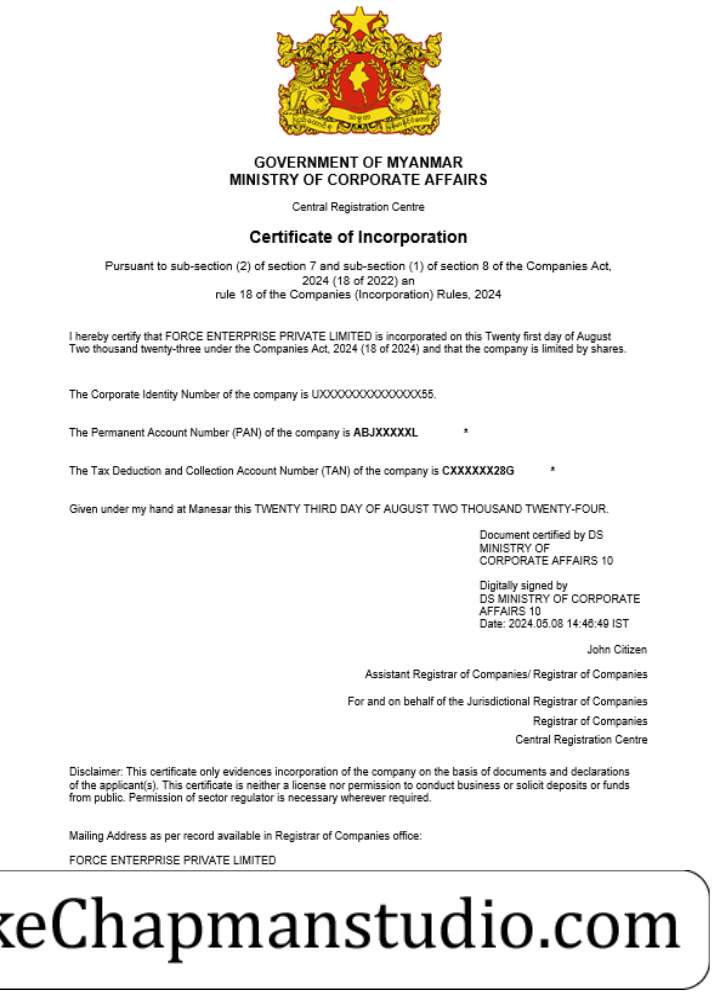 GOVERNMENT OF MYANMAR
MINISTRY OF CORPORATE AFFAIRS
Central Registration Centre
Certificate of Incorporation
Pursuant to sub-section (2) of section 7 and sub-section (1) of section 8 of the Companies Act,
2024 (18 of 2022) an
rule 18 of the Companies (Incorporation) Rules, 2024
I hereby certify that FORCE ENTERPRISE PRIVATE LIMITED is incorporated on this Twenty first day of August
Two thousand twenty-three under the Companies Act, 2024 (18 of 2024) and that the company is limited by shares.
The Corporate Identity Number of the company is UXXXXXXXXXXXXXX55.
The Permanent Account Number (PAN) of the company is ABJXXXXXL *
The Tax Deduction and Collection Account Number (TAN) of the company is CXXXXXX28G *
Given under my hand at Manesar this TWENTY THIRD DAY OF AUGUST TWO THOUSAND TWENTY-FOUR.
Document certified by DS
MINISTRY OF
CORPORATE AFFAIRS 10
Digitally signed by
DS MINISTRY OF CORPORATE
AFFAIRS 10
Date: 2024.05.08 14:46:49 IST
John Citizen
Assistant Registrar of Companies/ Registrar of Companies
For and on behalf of the Jurisdictional Registrar of Companies
Registrar of Companies
Central Registration Centre
Disclaimer: This certificate only evidences incorporation of the company on the basis of documents and declarations
of the applicant(s). This certificate is neither a license nor permission to conduct business or solicit deposits or funds
from public. Permission of sector regulator is necessary wherever required.
Mailing Address as per record available in Registrar of Companies office:
FORCE ENTERPRISE PRIVATE LIMITED
keChapmanstudio.com